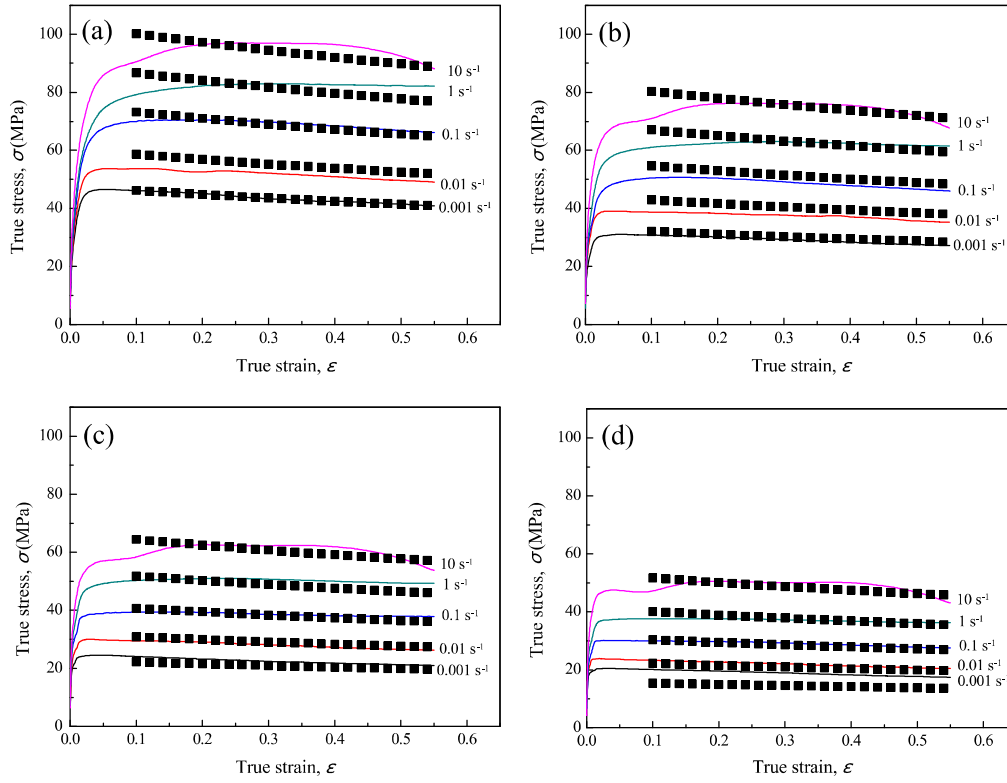 (a)
100
80
60
40
20
0
True stress, σ(MPa)
10 s⁻¹
1 s⁻¹
0.1 s⁻¹
0.01 s⁻¹
0.001 s⁻¹
0.0 0.1 0.2 0.3 0.4 0.5 0.6
True strain, ε
(b)
100
80
60
40
20
0
True stress, σ(MPa)
10 s⁻¹
1 s⁻¹
0.1 s⁻¹
0.01 s⁻¹
0.001 s⁻¹
0.0 0.1 0.2 0.3 0.4 0.5 0.6
True strain, ε
(c)
100
80
60
40
20
0
True stress, σ(MPa)
10 s⁻¹
1 s⁻¹
0.1 s⁻¹
0.01 s⁻¹
0.001 s⁻¹
0.0 0.1 0.2 0.3 0.4 0.5 0.6
True strain, ε
(d)
100
80
60
40
20
0
True stress, σ(MPa)
10 s⁻¹
1 s⁻¹
0.1 s⁻¹
0.01 s⁻¹
0.001 s⁻¹
0.0 0.1 0.2 0.3 0.4 0.5 0.6
True strain, ε